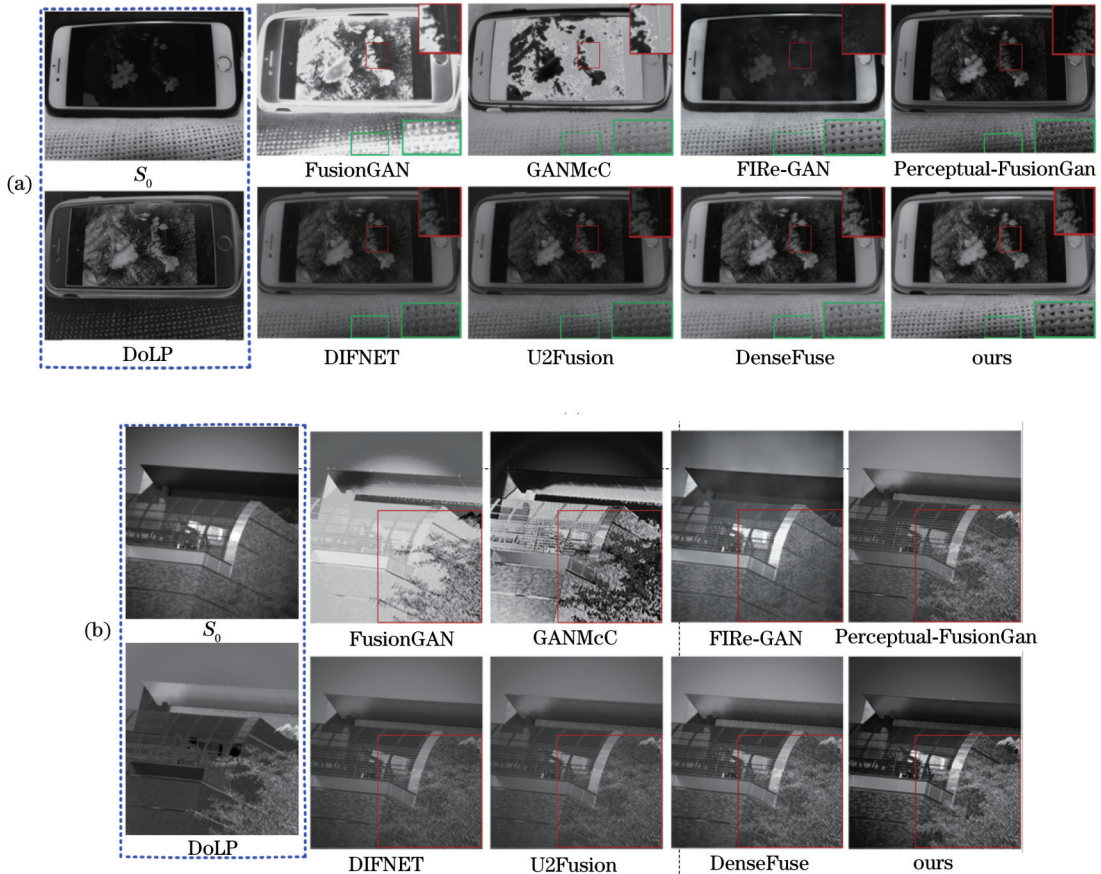 S₀ FusionGAN GANMcC FIRe-GAN Perceptual-FusionGan
(a)
DoLP DIFNET U2Fusion DenseFuse ours
S₀ FusionGAN GANMcC FIRe-GAN Perceptual-FusionGan
(b)
DoLP DIFNET U2Fusion DenseFuse ours